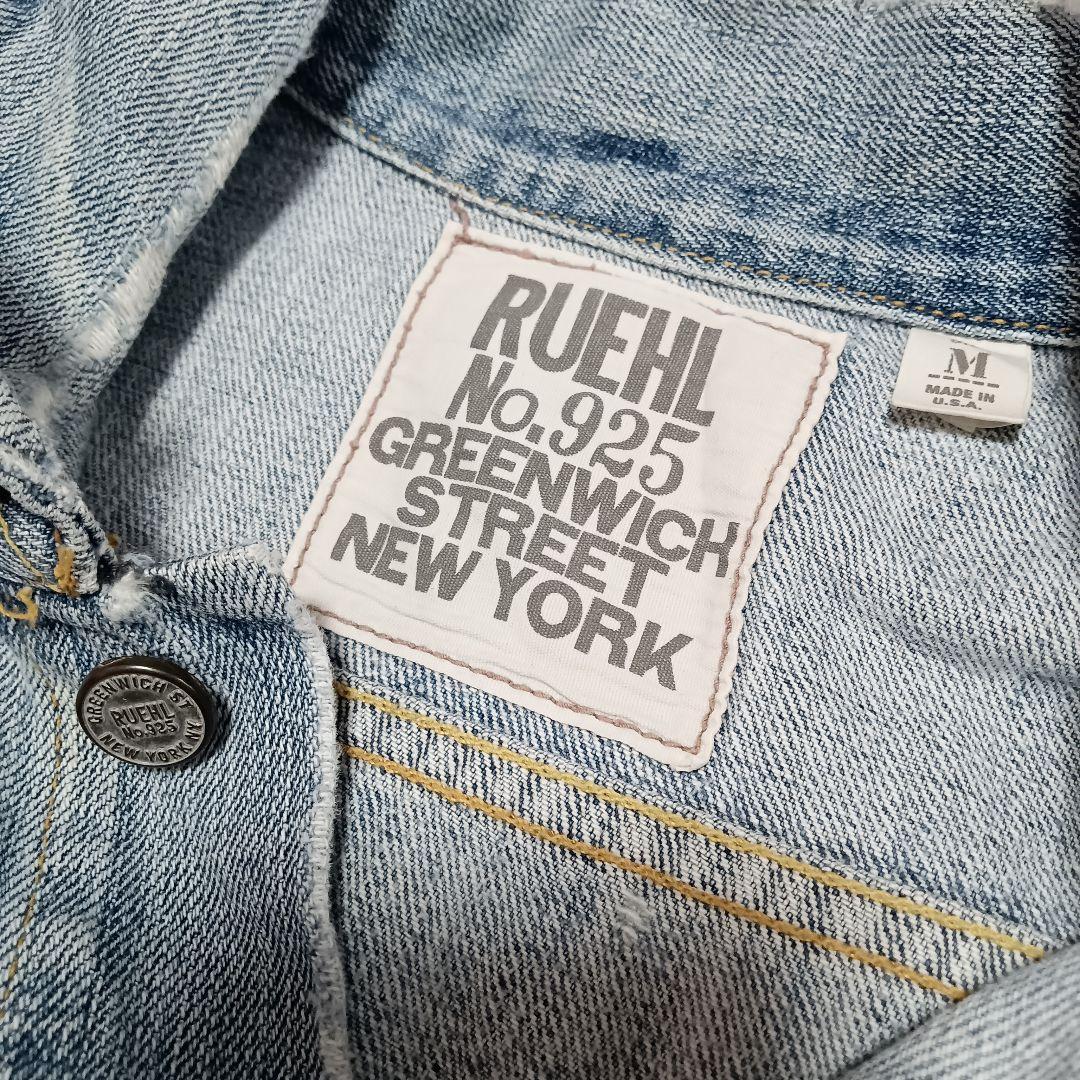 RUEHL
No. 925
GREENWICH
STREET
NEW YORK
M
MADE IN
U.S.A.
GREENWICH ST
RUEHL
No.925
NEW YORK NY